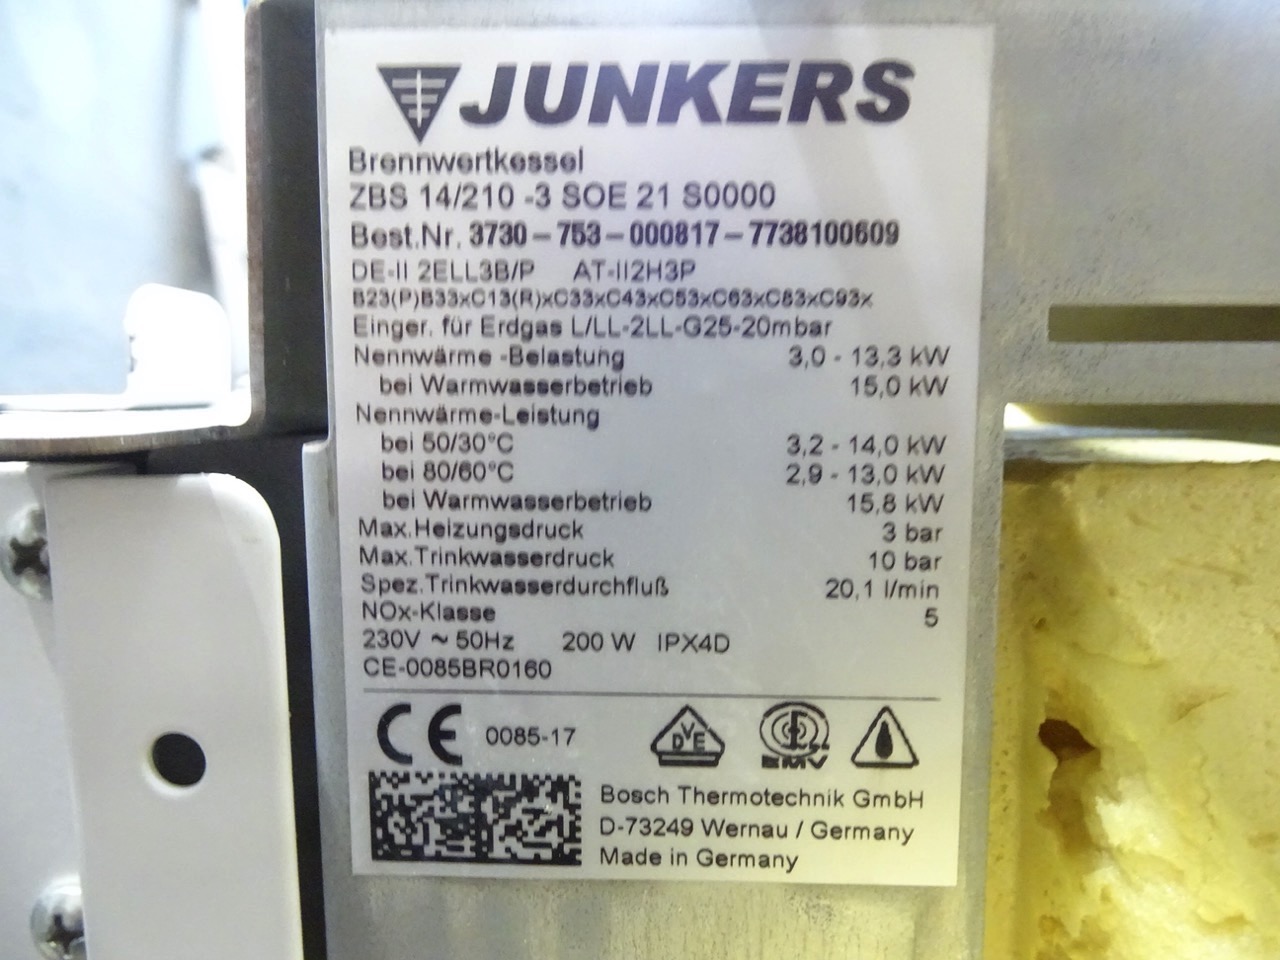 JUNKERS
Brennwertkessel
ZBS 14/210 -3 SOE 21 S0000
Best.Nr. 3730-753-000817-7738100609
DE-II 2ELL3B/P AT-II2H3P
B23(P)B33xC13(R)xC33xC43xC53xC63xC83xC93x
Einger. für Erdgas L/LL-2LL-G25-20mbar
Nennwärme -Belastung 3,0 - 13,3 kW
bei Warmwasserbetrieb 15,0 kW
Nennwärme-Leistung
bei 50/30°C 3,2 - 14,0 kW
bei 80/60°C 2,9 - 13,0 kW
bei Warmwasserbetrieb 15,8 kW
Max.Heizungsdruck 3 bar
Max.Trinkwasserdruck 10 bar
Spez.Trinkwasserdurchfluß 20,1 l/min
NOx-Klasse 5
230V ~ 50Hz 200 W IPX4D
CE-0085BR0160
CE 0085-17 DVE EMV
Bosch Thermotechnik GmbH
D-73249 Wernau / Germany
Made in Germany